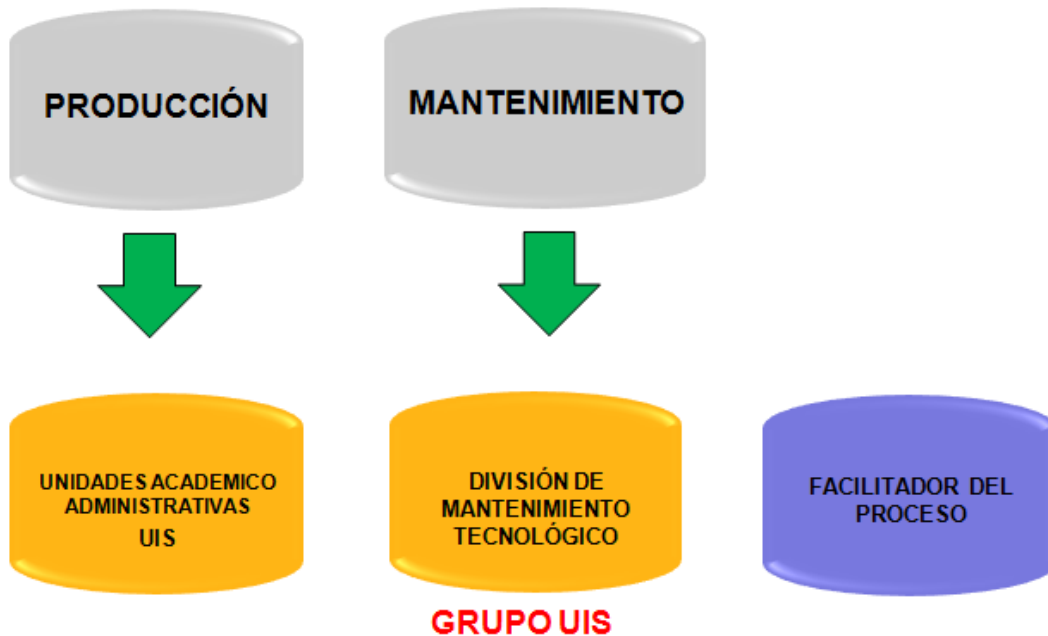 PRODUCCIÓN
MANTENIMIENTO
UNIDADES ACADEMICO
ADMINISTRATIVAS
UIS
DIVISIÓN DE
MANTENIMIENTO
TECNOLÓGICO
FACILITADOR DEL
PROCESO
GRUPO UIS